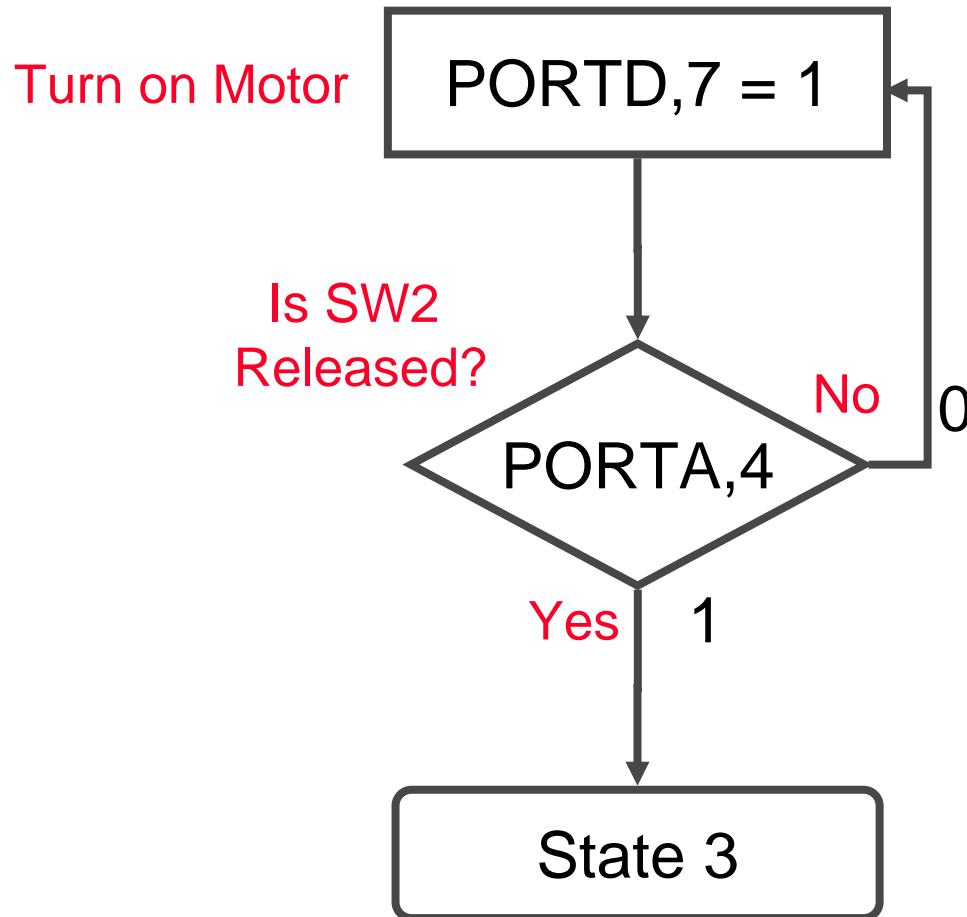 Turn on Motor
PORTD,7 = 1
Is SW2
Released?
No
0
PORTA,4
Yes
1
State 3